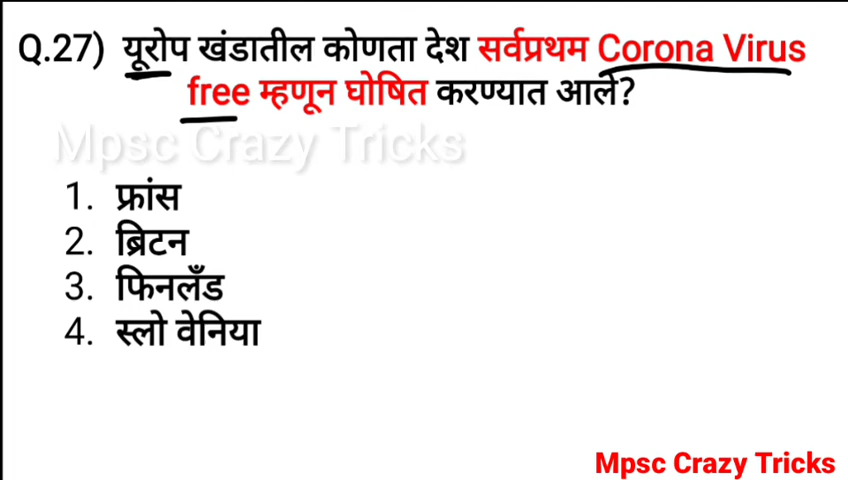 Q.27) यूरोप खंडातील कोणता देश सर्वप्रथम Corona Virus
free म्हणून घोषित करण्यात आले?
Mpsc Crazy Tricks
1. फ्रांस
2. ब्रिटन
3. फिनलँड
4. स्लो वेनिया
Mpsc Crazy Tricks